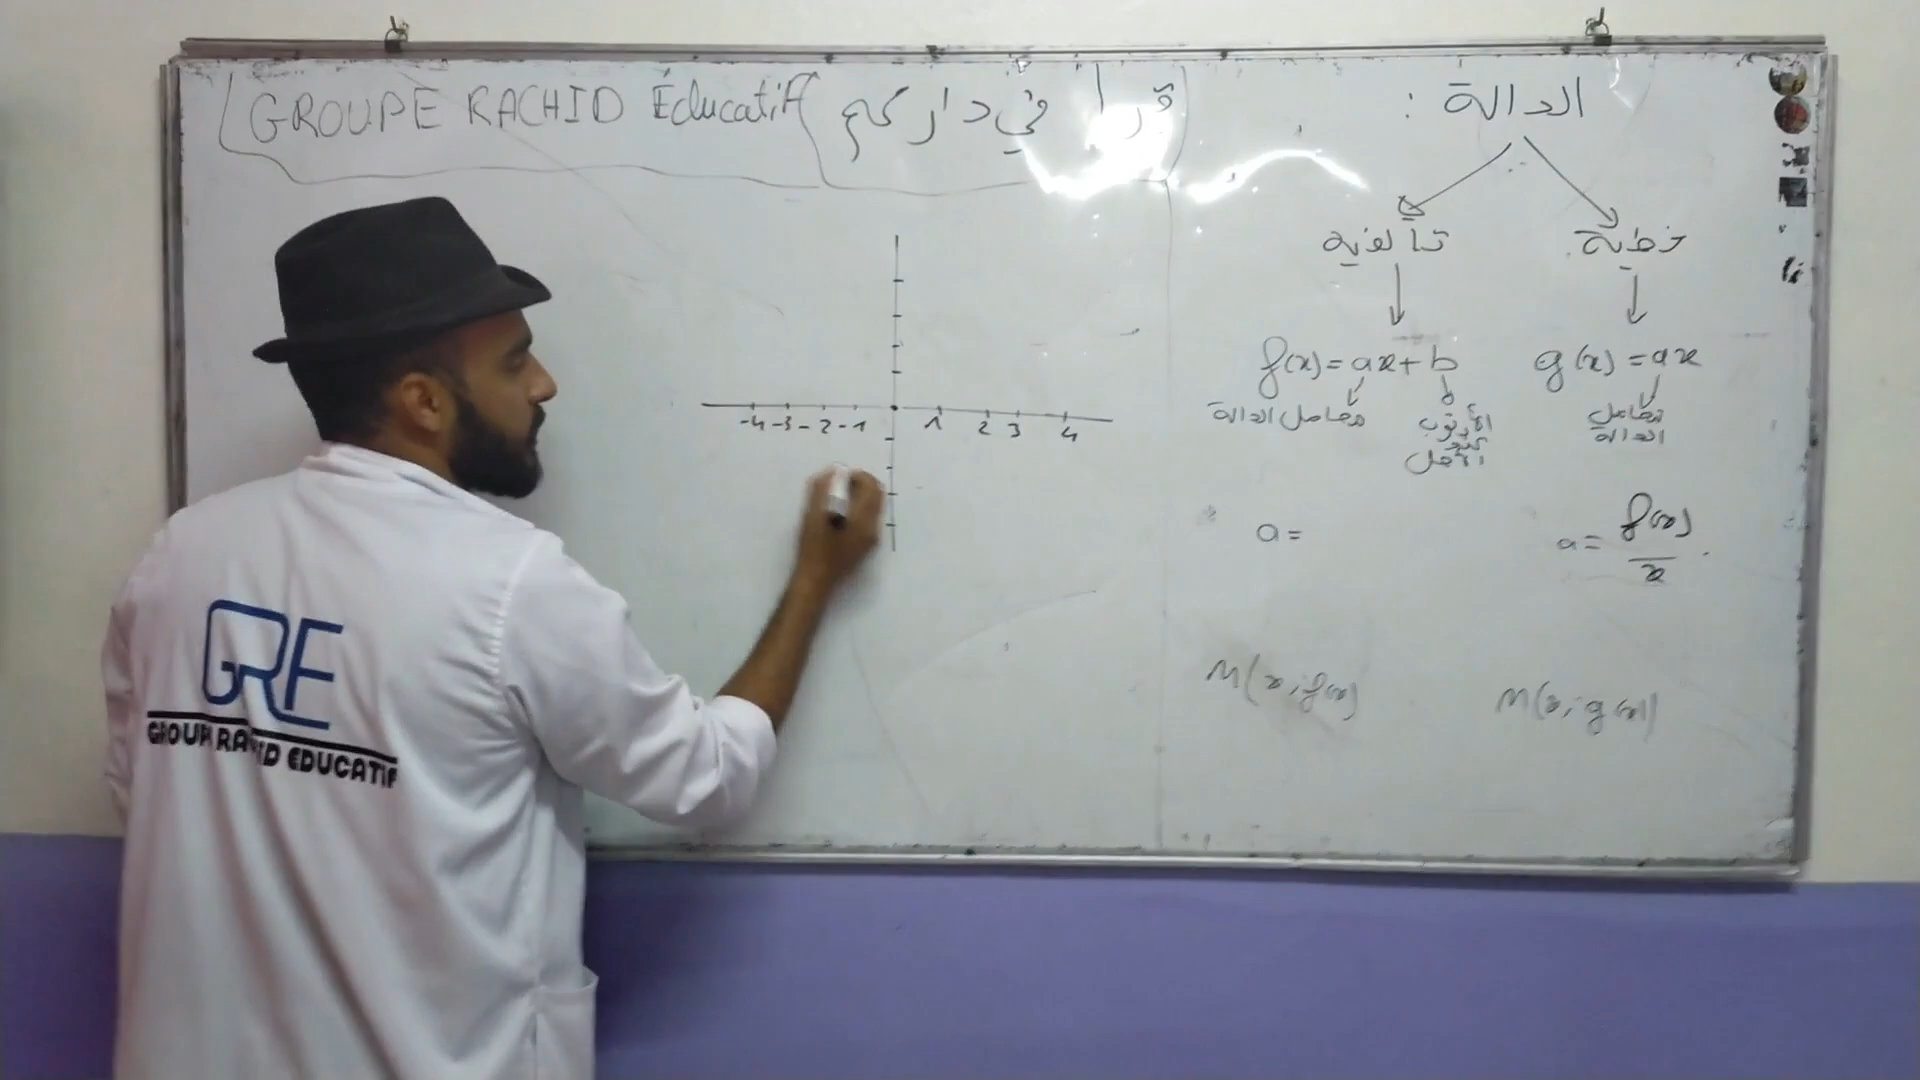 GROUPE RACHID Éducatif
قرا في داركم
الدالة :
تآلفية
خطية
f(x) = ax + b
g(x) = ax
معامل الدالة
الأرتوب
عند
الأصل
معامل
الدالة
-4 -3 -2 -1 1 2 3 4
a =
a = f(x)
x
M(x; f(x))
M(x; g(x))
GRE
GROUPE RACHID EDUCATIF